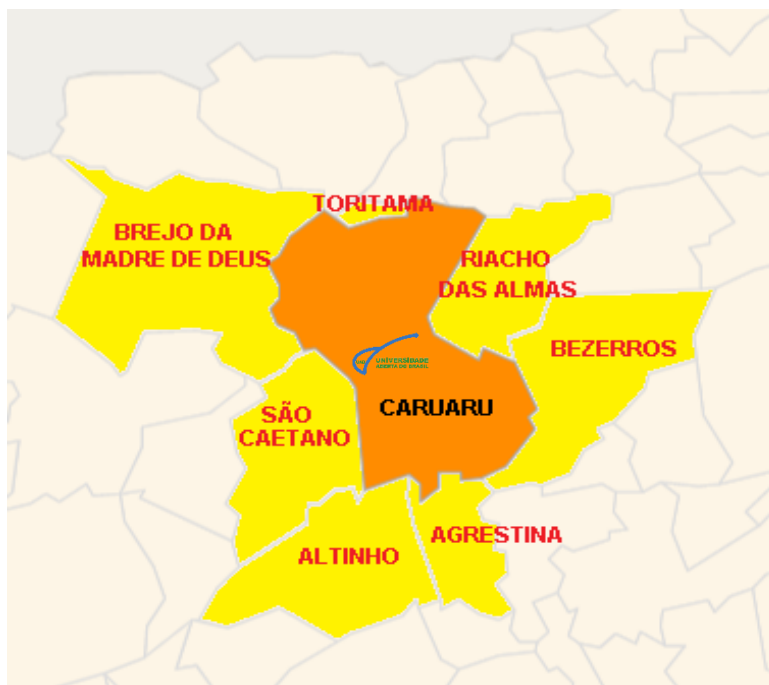 TORITAMA
BREJO DA
MADRE DE DEUS
RIACHO
DAS ALMAS
BEZERROS
UNIVERSIDADE
ABERTA DO BRASIL
CARUARU
SÃO
CAETANO
AGRESTINA
ALTINHO